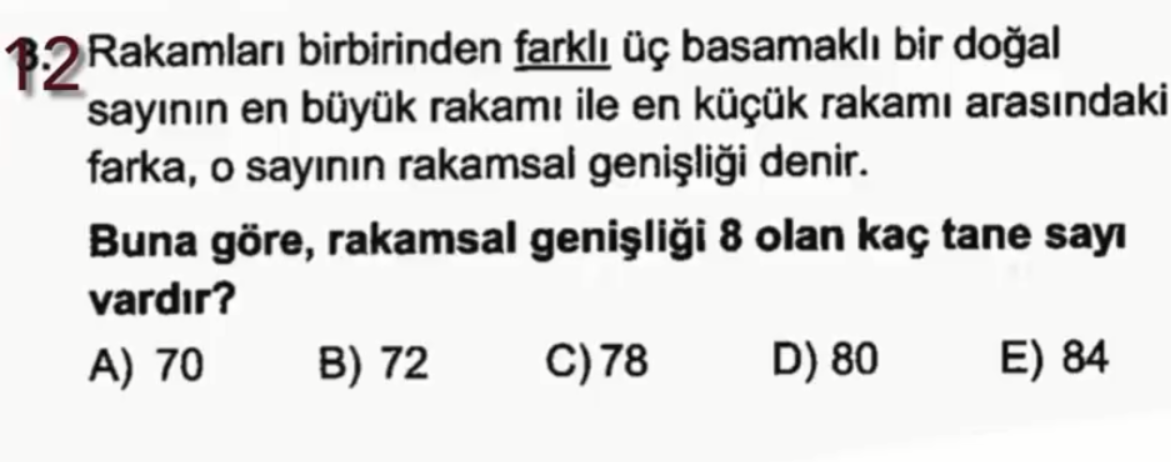 12 Rakamları birbirinden farklı üç basamaklı bir doğal
sayının en büyük rakamı ile en küçük rakamı arasındaki
farka, o sayının rakamsal genişliği denir.
Buna göre, rakamsal genişliği 8 olan kaç tane sayı
vardır?
A) 70 B) 72 C) 78 D) 80 E) 84